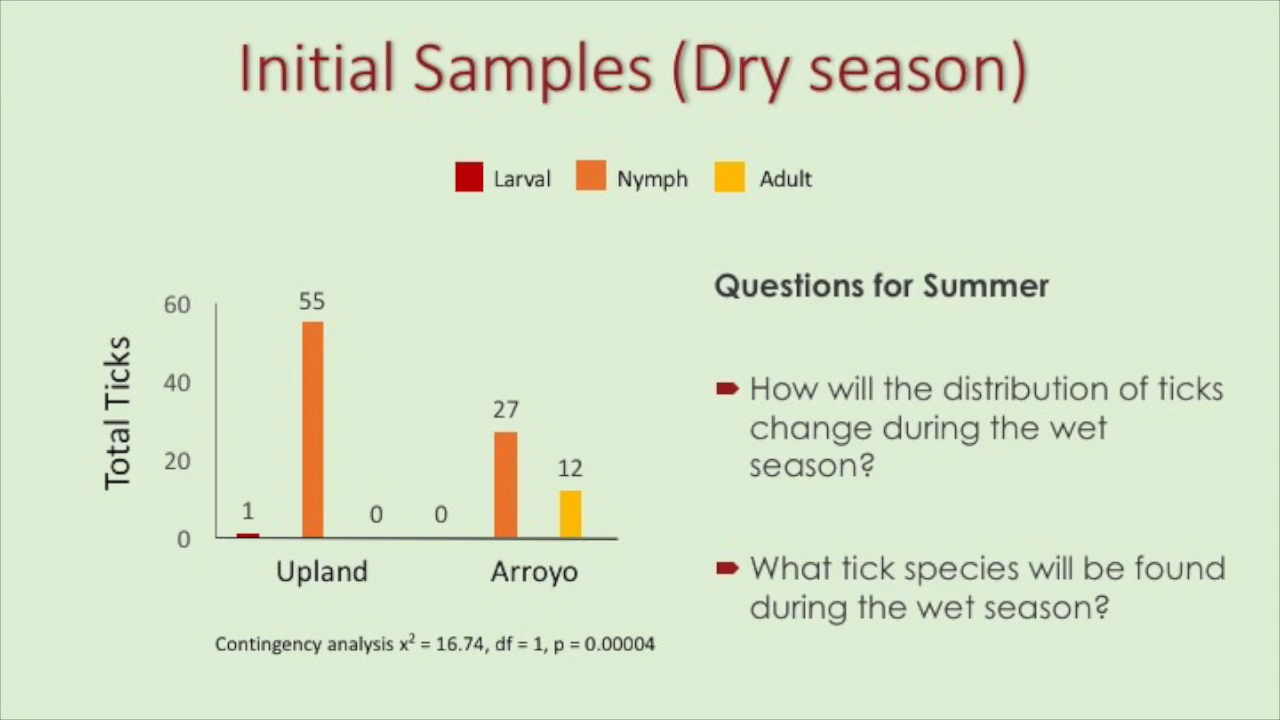 Initial Samples (Dry season)
Larval Nymph Adult
Total Ticks
60
40
20
0
1
55
0
0
27
12
Upland
Arroyo
Contingency analysis x² = 16.74, df = 1, p = 0.00004
Questions for Summer
How will the distribution of ticks
change during the wet
season?
What tick species will be found
during the wet season?